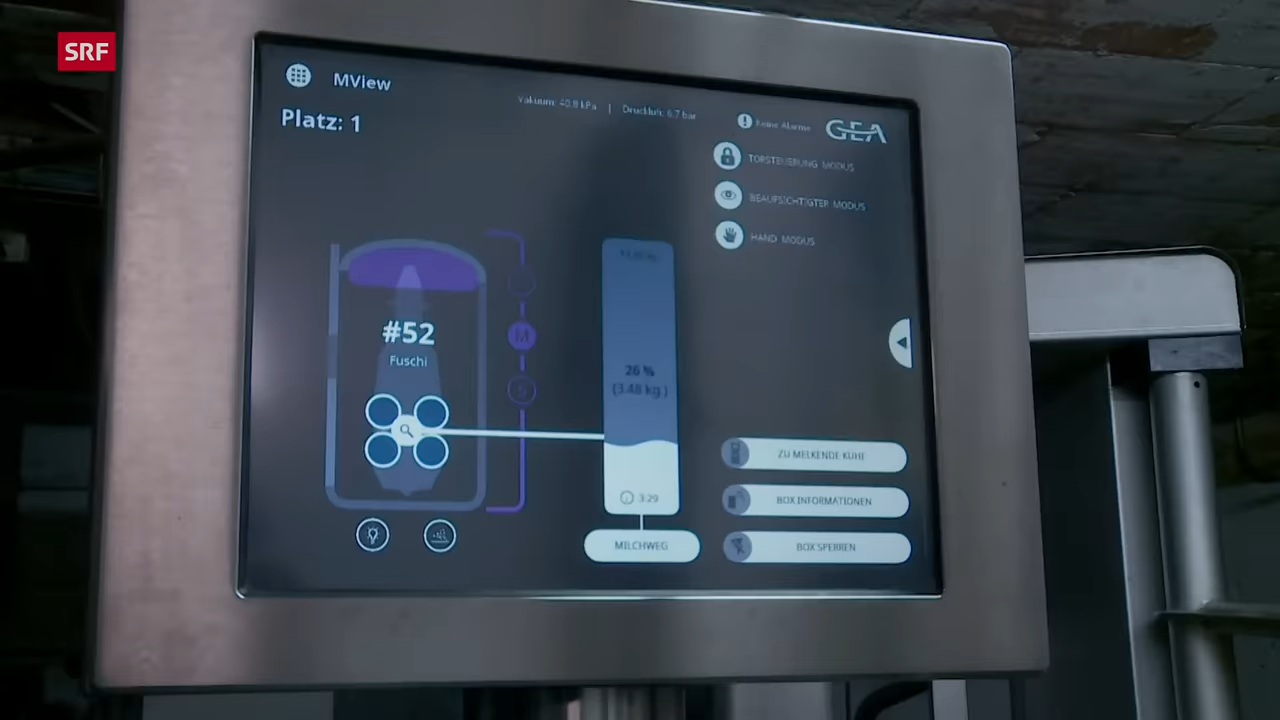 SRF
MView
Vakuum: 40.8 kPa | Druckluft: 6.7 bar
Keine Alarme
GEA
Platz: 1
TORSTEUERUNG MODUS
BEAUFSICHTIGTER MODUS
HAND MODUS
#52
Fuschi
M
S
26 %
(3.48 kg)
3:29
MILCHWEG
ZU MELKENDE KÜHE
BOX INFORMATIONEN
BOX SPERREN